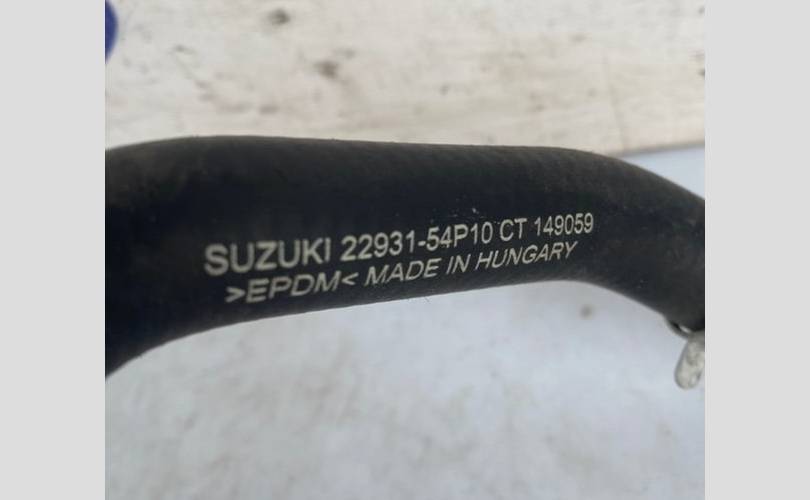 SUZUKI 22931-54P10 CT 149059
>EPDM< MADE IN HUNGARY